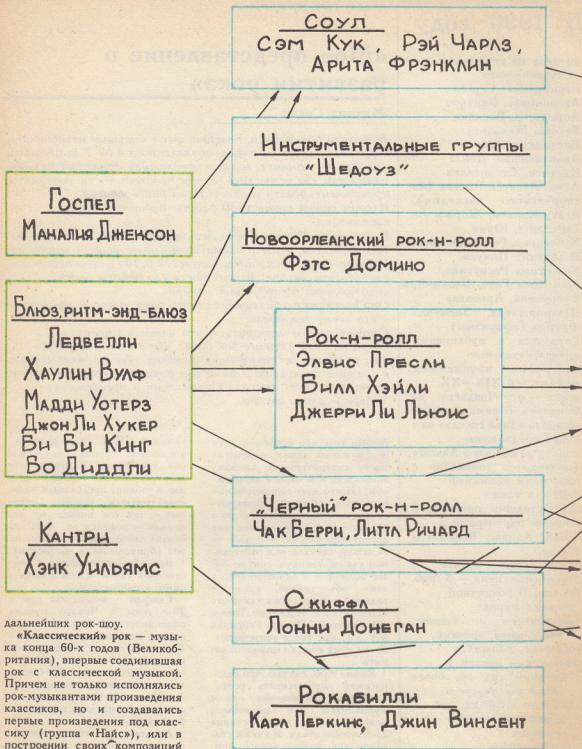 Соул
Сэм Кук, Рэй Чарлз,
Арита Фрэнклин
Инструментальные группы
"Шедоуз"
Госпел
Махалия Джексон
Новоорлеанский рок-н-ролл
Фэтс Домино
Блюз, ритм-энд-блюз
Ледбелли
Хаулин Вулф
Мадди Уотерз
Джон Ли Хукер
Би Би Кинг
Бо Диддли
Рок-н-ролл
Элвис Пресли
Билл Хэйли
Джерри Ли Льюис
„Черный" рок-н-ролл
Чак Берри, Литтл Ричард
Кантри
Хэнк Уильямс
Скиффл
Лонни Донеган
Рокабилли
Карл Перкинс, Джин Винсент
дальнейших рок-шоу.
«Классический» рок — музы-
ка конца 60-х годов (Великоб-
ритания), впервые соединившая
рок с классической музыкой.
Причем не только исполнялись
рок-музыкантами произведения
классиков, но и создавались
первые произведения под клас-
сику (группа «Найс»), или в
построении своих композиций